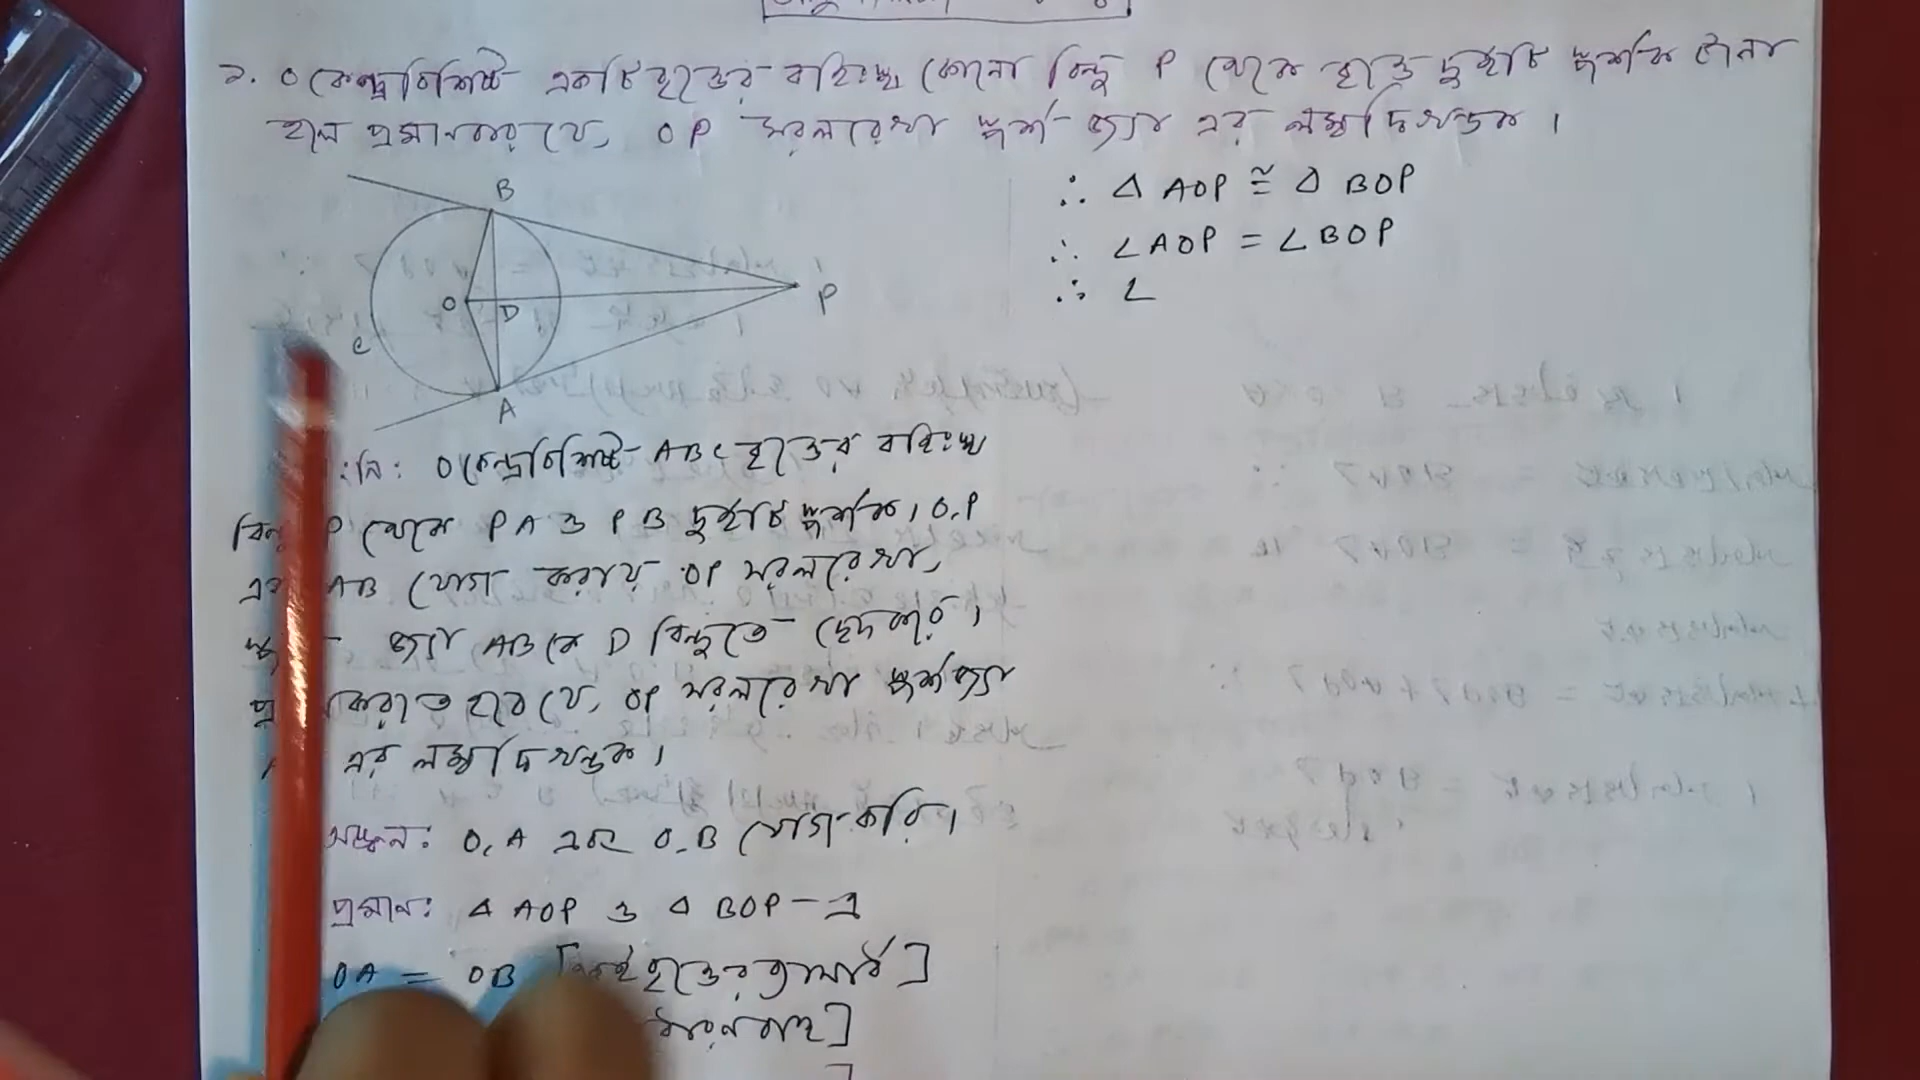 ১. O কেন্দ্রবিশিষ্ট একটি বৃত্তের বহিঃস্থ কোনো বিন্দু P থেকে বৃত্তে দুইটি স্পর্শক টানা
হল প্রমাণ কর যে, OP সরলরেখা স্পর্শ-জ্যা এর লম্বদ্বিখণ্ডক।
B
O
D
P
C
A
∴ Δ AOP ≅ Δ BOP
∴ ∠AOP = ∠BOP
∴ ∠
:নি: O কেন্দ্রবিশিষ্ট ABC বৃত্তের বহিঃস্থ
P থেকে PA ও PB দুইটি স্পর্শক। O,P
AB যোগ করায় OP সরলরেখা,
জ্যা AB কে D বিন্দুতে ছেদ করে।
করতে হবে যে, OP সরলরেখা স্পর্শ জ্যা
এর লম্বদ্বিখন্ডক।
অঙ্কন: O,A এবং O,B যোগ করি।
প্রমাণ: Δ AOP ও Δ BOP-এ
OA = OB বৃত্তের ব্যাসার্ধ]
বাহু]
]